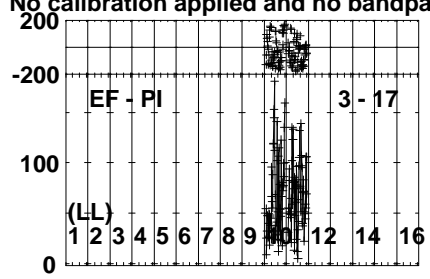 No calibration applied and no bandpa
200
-200
EF - PI 3 - 17
100
(LL)
1 2 3 4 5 6 7 8 9 10 12 14 16
0